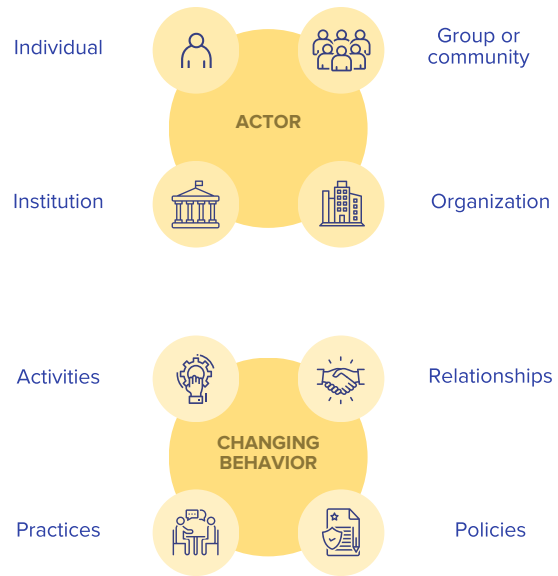 Individual
Group or
community
ACTOR
Institution
Organization
Activities
Relationships
CHANGING
BEHAVIOR
Practices
Policies